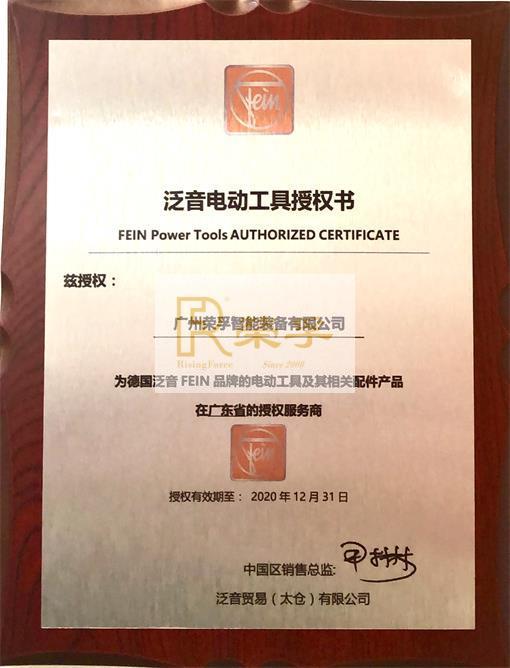 fein
泛音电动工具授权书
FEIN Power Tools AUTHORIZED CERTIFICATE
兹授权：
广州荣孚智能装备有限公司
R 荣孚
RisingForce Since 2008
为德国泛音 FEIN 品牌的电动工具及其相关配件产品
在广东省的授权服务商
fein
授权有效期至： 2020 年 12 月 31 日
中国区销售总监:
泛音贸易（太仓）有限公司